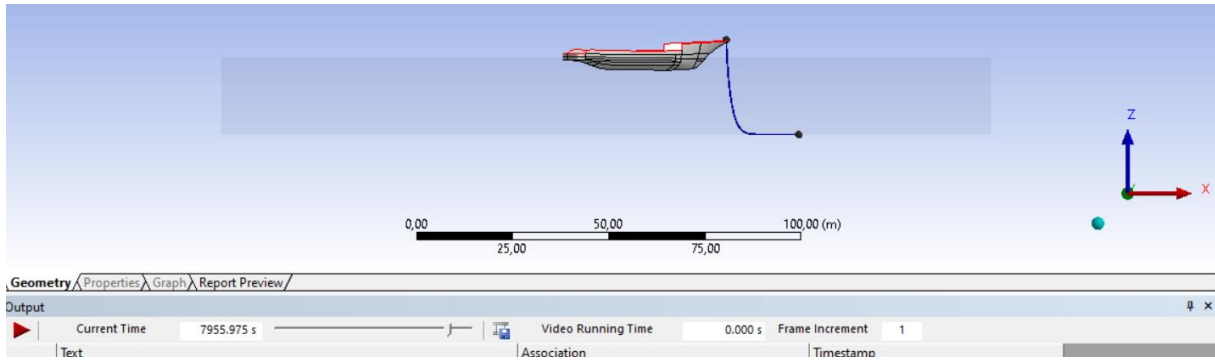 Z
X
0,00 50,00 100,00 (m)
25,00 75,00
Geometry Properties Graph Report Preview
Output
Current Time 7955.975 s Video Running Time 0.000 s Frame Increment 1
Text Association Timestamp